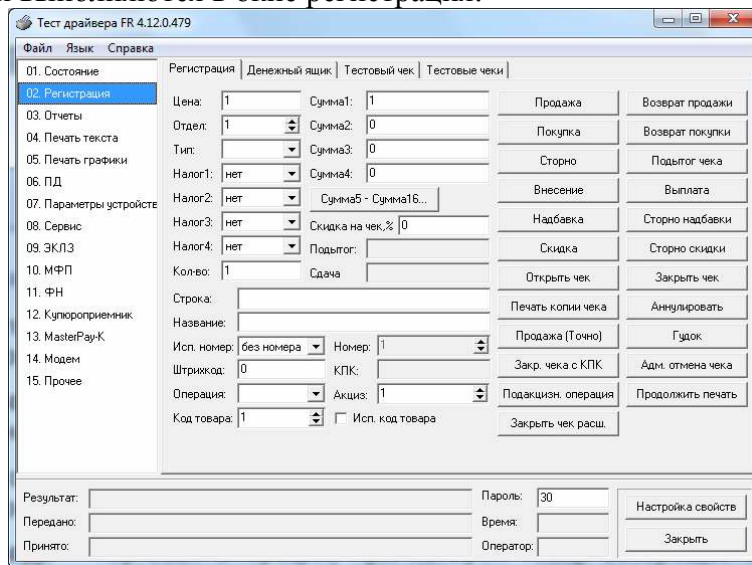 выполняются в окне регистрации.
Тест драйвера FR 4.12.0.479
Файл Язык Справка
01. Состояние
02. Регистрация
03. Отчеты
04. Печать текста
05. Печать графики
06. ПД
07. Параметры устройств
08. Сервис
09. ЭКЛЗ
10. МФП
11. ФН
12. Купюроприемник
13. MasterPay-K
14. Модем
15. Прочее
Регистрация Денежный ящик Тестовый чек Тестовые чеки
Цена: 1 Сумма1: 1
Отдел: 1 Сумма2: 0
Тип: Сумма3: 0
Налог1: нет Сумма4: 0
Налог2: нет Сумма5 - Сумма16...
Налог3: нет Скидка на чек,% 0
Налог4: нет Подытог:
Кол-во: 1 Сдача
Строка:
Название:
Исп. номер: без номера Номер: 1
Штрихкод: 0 КПК:
Операция: Акциз: 1
Код товара: 1 Исп. код товара
Продажа Возврат продажи
Покупка Возврат покупки
Сторно Подытог чека
Внесение Выплата
Надбавка Сторно надбавки
Скидка Сторно скидки
Открыть чек Закрыть чек
Печать копии чека Аннулировать
Продажа (Точно) Гудок
Закр. чека с КПК Адм. отмена чека
Подакцизн. операция Продолжить печать
Закрыть чек расш.
Результат: Пароль: 30 Настройка свойств
Передано: Время:
Принято: Оператор: Закрыть